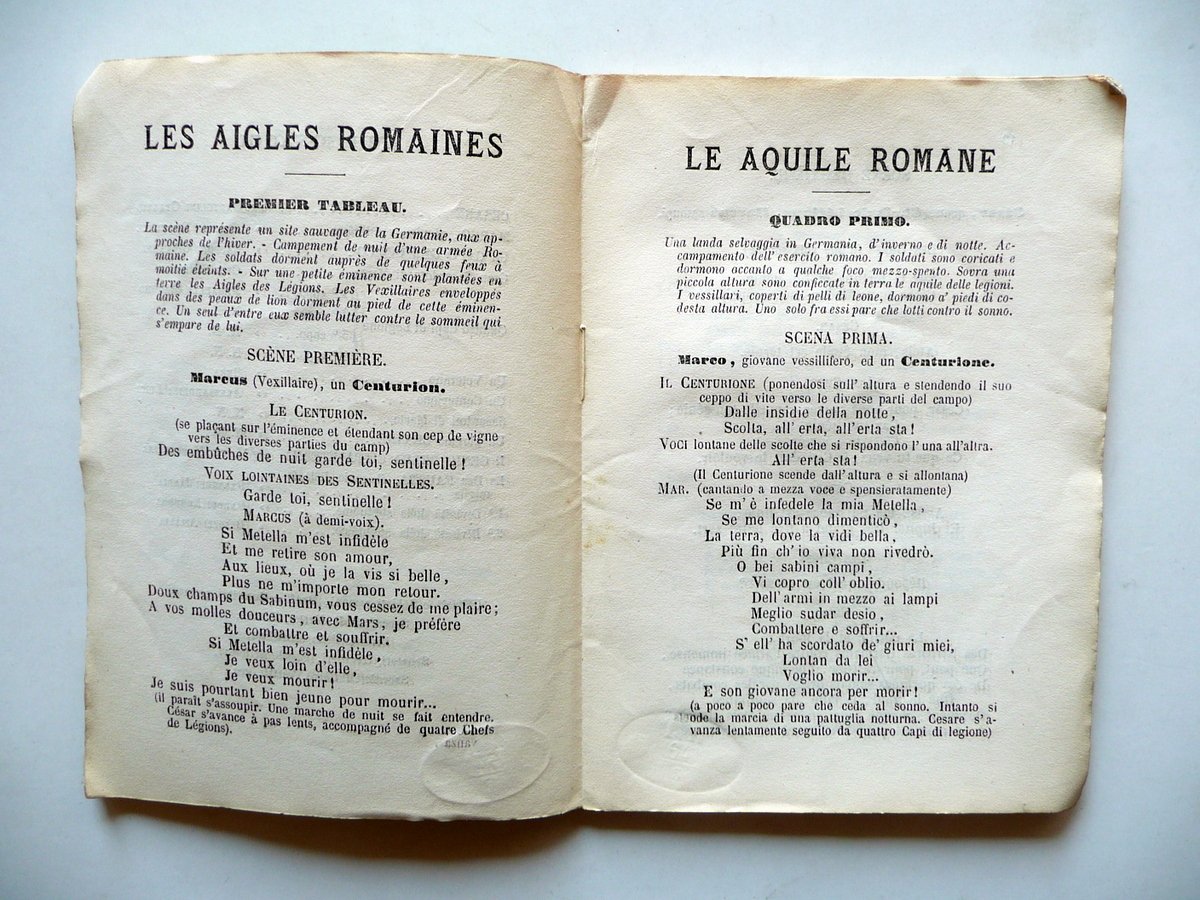 LES AIGLES ROMAINES
PREMIER TABLEAU.
La scène représente un site sauvage de la Germanie, aux ap-
proches de l'hiver. - Campement de nuit d'une armée Ro-
maine. Les soldats dorment auprès de quelques feux à
moitié éteints. - Sur une petite éminence sont plantées en
terre les Aigles des Légions. Les Vexillaires enveloppés
dans des peaux de lion dorment au pied de cette éminen-
ce. Un seul d'entre eux semble lutter contre le sommeil qui
s'empare de lui.
SCÈNE PREMIÈRE.
Marcus (Vexillaire), un Centurion.
LE CENTURION.
(se plaçant sur l'éminence et étendant son cep de vigne
vers les diverses parties du camp)
Des embûches de nuit garde toi, sentinelle!
VOIX LOINTAINES DES SENTINELLES.
Garde toi, sentinelle!
MARCUS (à demi-voix).
Si Metella m'est infidèle
Et me retire son amour,
Aux lieux, où je la vis si belle,
Plus ne m'importe mon retour.
Doux champs du Sabinum, vous cessez de me plaire;
A vos molles douceurs, avec Mars, je préfère
Et combattre et souffrir.
Si Metella m'est infidèle,
Je veux loin d'elle,
Je veux mourir!
Je suis pourtant bien jeune pour mourir...
(il paraît s'assoupir. Une marche de nuit se fait entendre.
César s'avance à pas lents, accompagné de quatre Chefs
de Légions).
LE AQUILE ROMANE
QUADRO PRIMO.
Una landa selvaggia in Germania, d'inverno e di notte. Ac-
campamento dell'esercito romano. I soldati sono coricati e
dormono accanto a qualche foco mezzo-spento. Sovra una
piccola altura sono conficcate in terra le aquile delle legioni.
I vessillari, coperti di pelli di leone, dormono a' piedi di co-
desta altura. Uno solo fra essi pare che lotti contro il sonno.
SCENA PRIMA.
Marco, giovane vessillifero, ed un Centurione.
IL CENTURIONE (ponendosi sull' altura e stendendo il suo
ceppo di vite verso le diverse parti del campo)
Dalle insidie della notte,
Scolta, all' erta, all'erta sta!
VOCI lontane delle scolte che si rispondono l'una all'altra.
All' erta sta!
(Il Centurione scende dall'altura e si allontana)
MAR. (cantando a mezza voce e spensieratamente)
Se m' è infedele la mia Metella,
Se me lontano dimenticò,
La terra, dove la vidi bella,
Più fin ch'io viva non rivedrò.
O bei sabini campi,
Vi copro coll' oblio.
Dell'armi in mezzo ai lampi
Meglio sudar desio,
Combattere e soffrir...
S' ell' ha scordato de' giuri miei,
Lontan da lei
Voglio morir...
E son giovane ancora per morir!
(a poco a poco pare che ceda al sonno. Intanto si
ode la marcia di una pattuglia notturna. Cesare s'a-
vanza lentamente seguito da quattro Capi di legione)